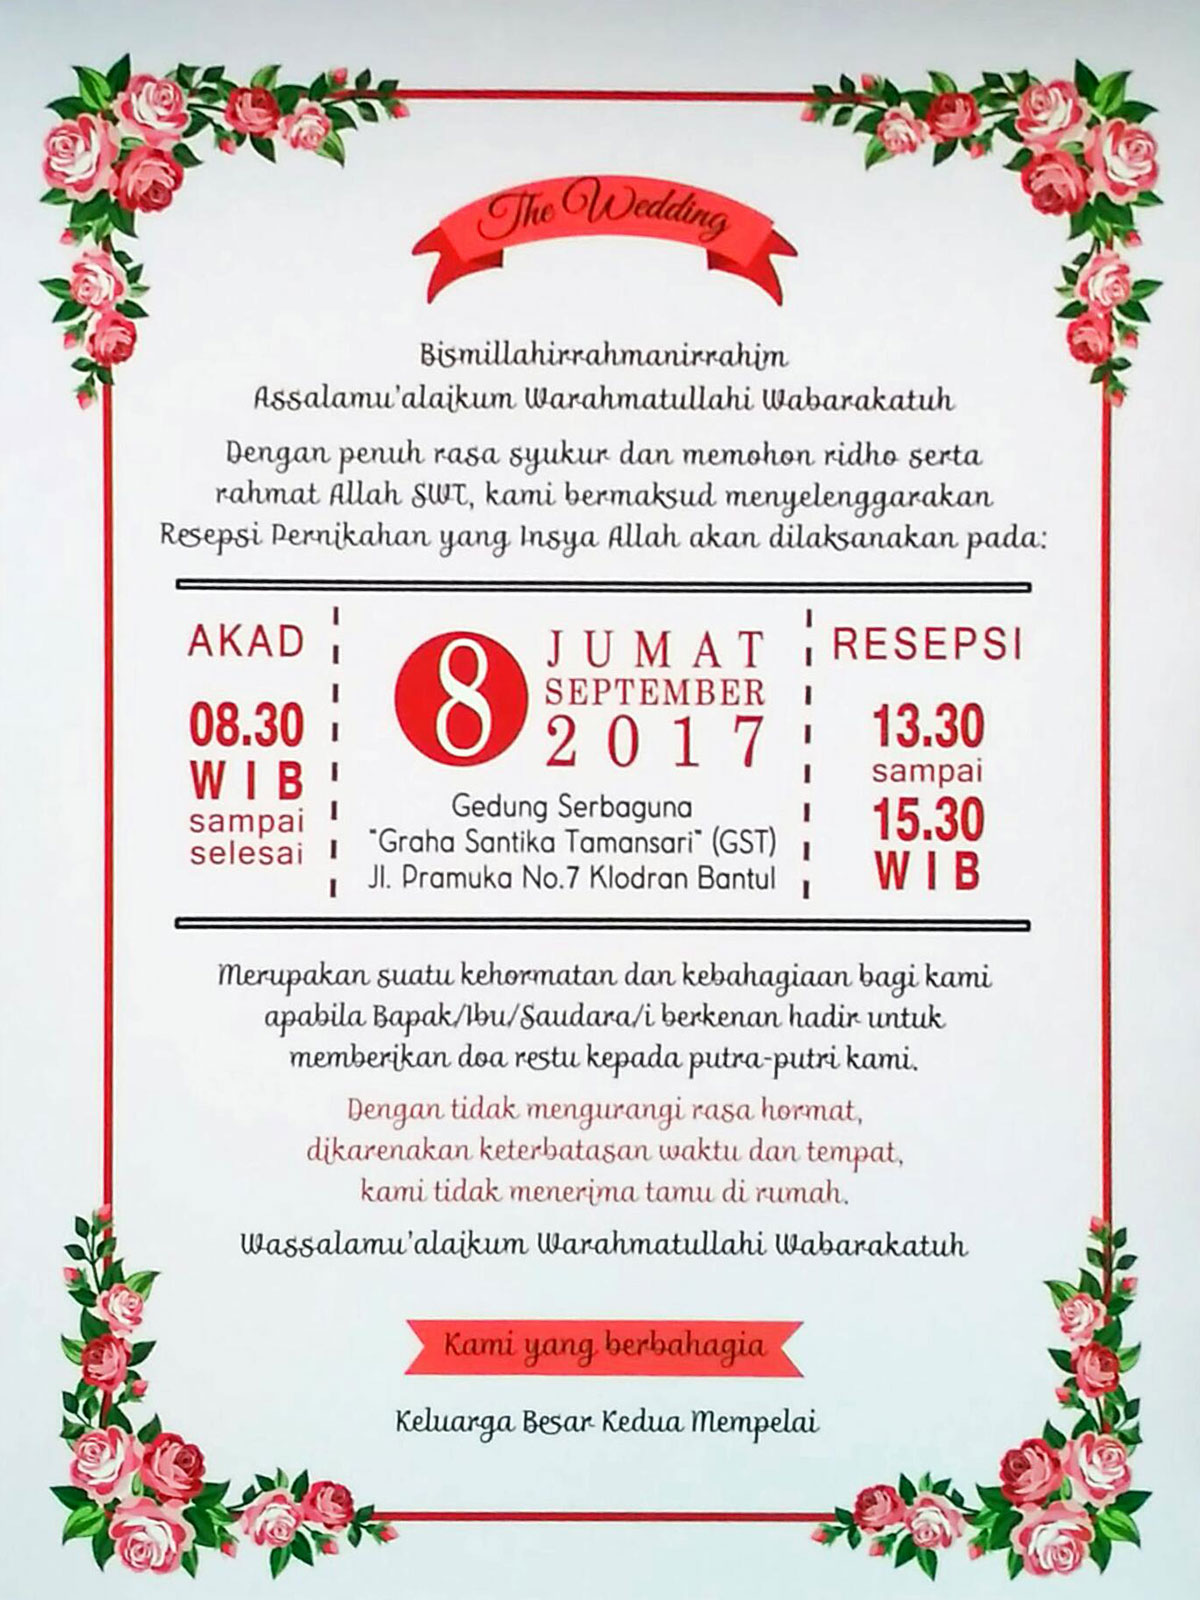 The Wedding
Bismillahirrahmanirrahim
Assalamu'alaikum Warahmatullahi Wabarakatuh
Dengan penuh rasa syukur dan memohon ridho serta
rahmat Allah SWT, kami bermaksud menyelenggarakan
Resepsi Pernikahan yang Insya Allah akan dilaksanakan pada:
AKAD
08.30
WIB
sampai
selesai
8
JUMAT
SEPTEMBER
2017
Gedung Serbaguna
"Graha Santika Tamansari" (GST)
Jl. Pramuka No.7 Klodran Bantul
RESEPSI
13.30
sampai
15.30
WIB
Merupakan suatu kehormatan dan kebahagiaan bagi kami
apabila Bapak/Ibu/Saudara/i berkenan hadir untuk
memberikan doa restu kepada putra-putri kami.
Dengan tidak mengurangi rasa hormat,
dikarenakan keterbatasan waktu dan tempat,
kami tidak menerima tamu di rumah.
Wassalamu'alaikum Warahmatullahi Wabarakatuh
Kami yang berbahagia
Keluarga Besar Kedua Mempelai